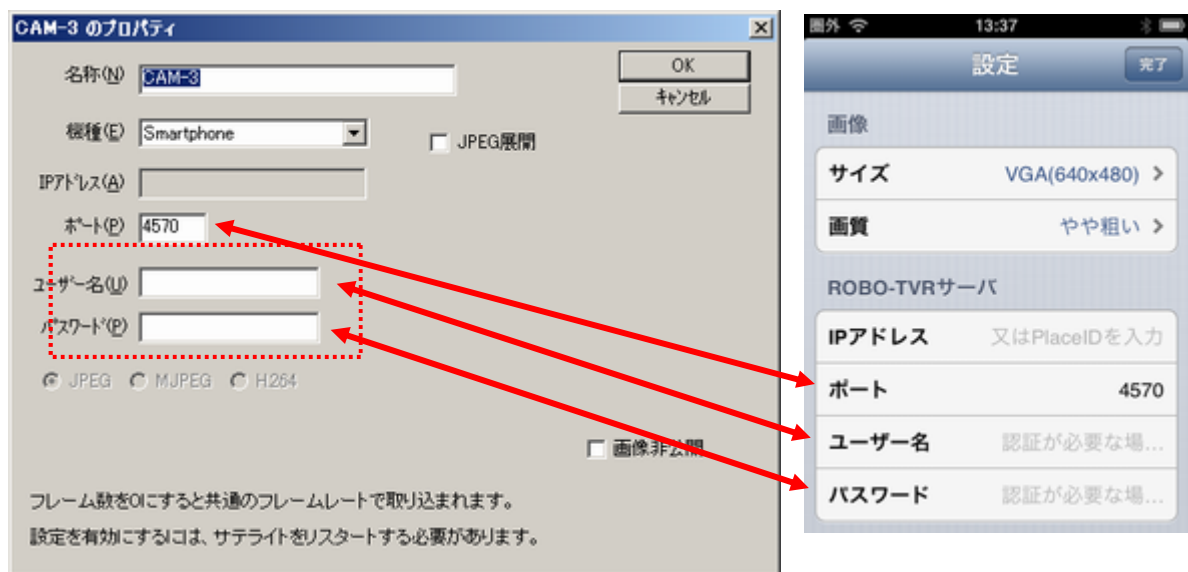 CAM-3 のプロパティ
名称(N) CAM-3
OK
キャンセル
機種(E) Smartphone
JPEG展開
IPアドレス(A)
ポート(P) 4570
ユーザー名(U)
パスワード(P)
JPEG MJPEG H264
画像非公開
フレーム数を0にすると共通のフレームレートで取り込まれます。
設定を有効にするには、サテライトをリスタートする必要があります。
圏外 13:37
設定 完了
画像
サイズ VGA(640x480)
画質 やや粗い
ROBO-TVRサーバ
IPアドレス 又はPlaceIDを入力
ポート 4570
ユーザー名 認証が必要な場...
パスワード 認証が必要な場...